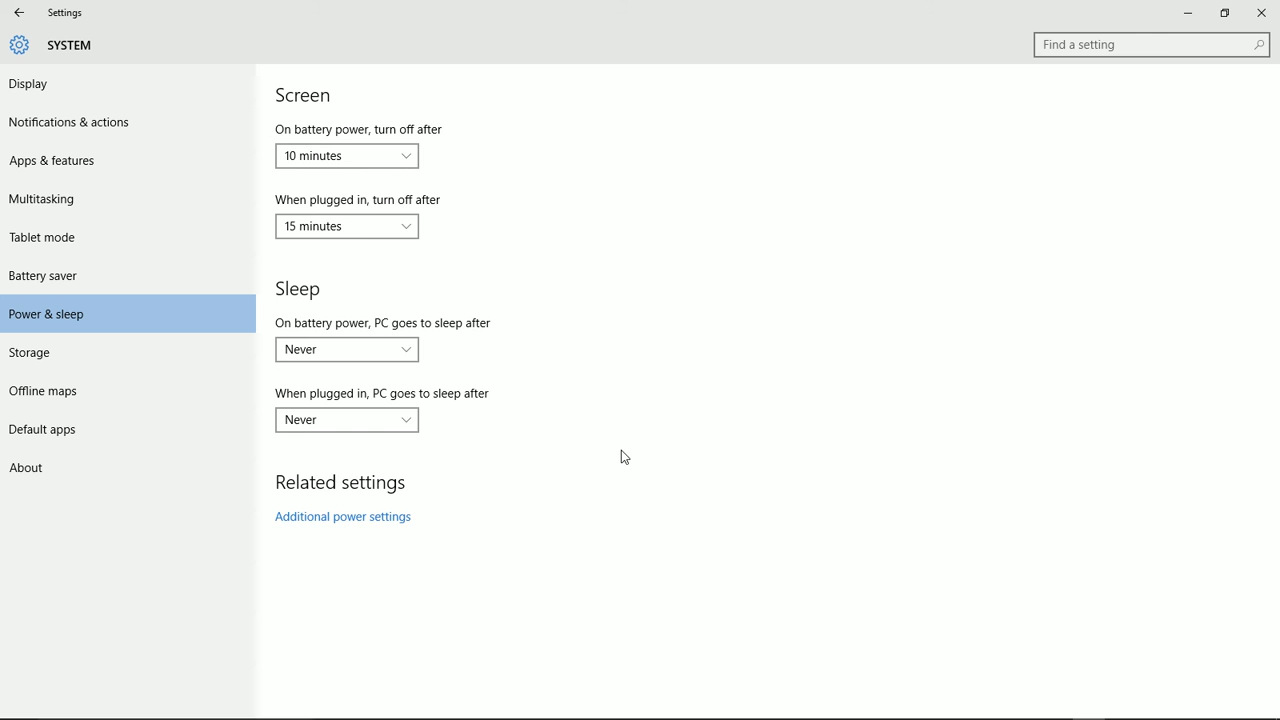 Settings
SYSTEM
Find a setting
Display
Notifications & actions
Apps & features
Multitasking
Tablet mode
Battery saver
Power & sleep
Storage
Offline maps
Default apps
About
Screen
On battery power, turn off after
10 minutes
When plugged in, turn off after
15 minutes
Sleep
On battery power, PC goes to sleep after
Never
When plugged in, PC goes to sleep after
Never
Related settings
Additional power settings